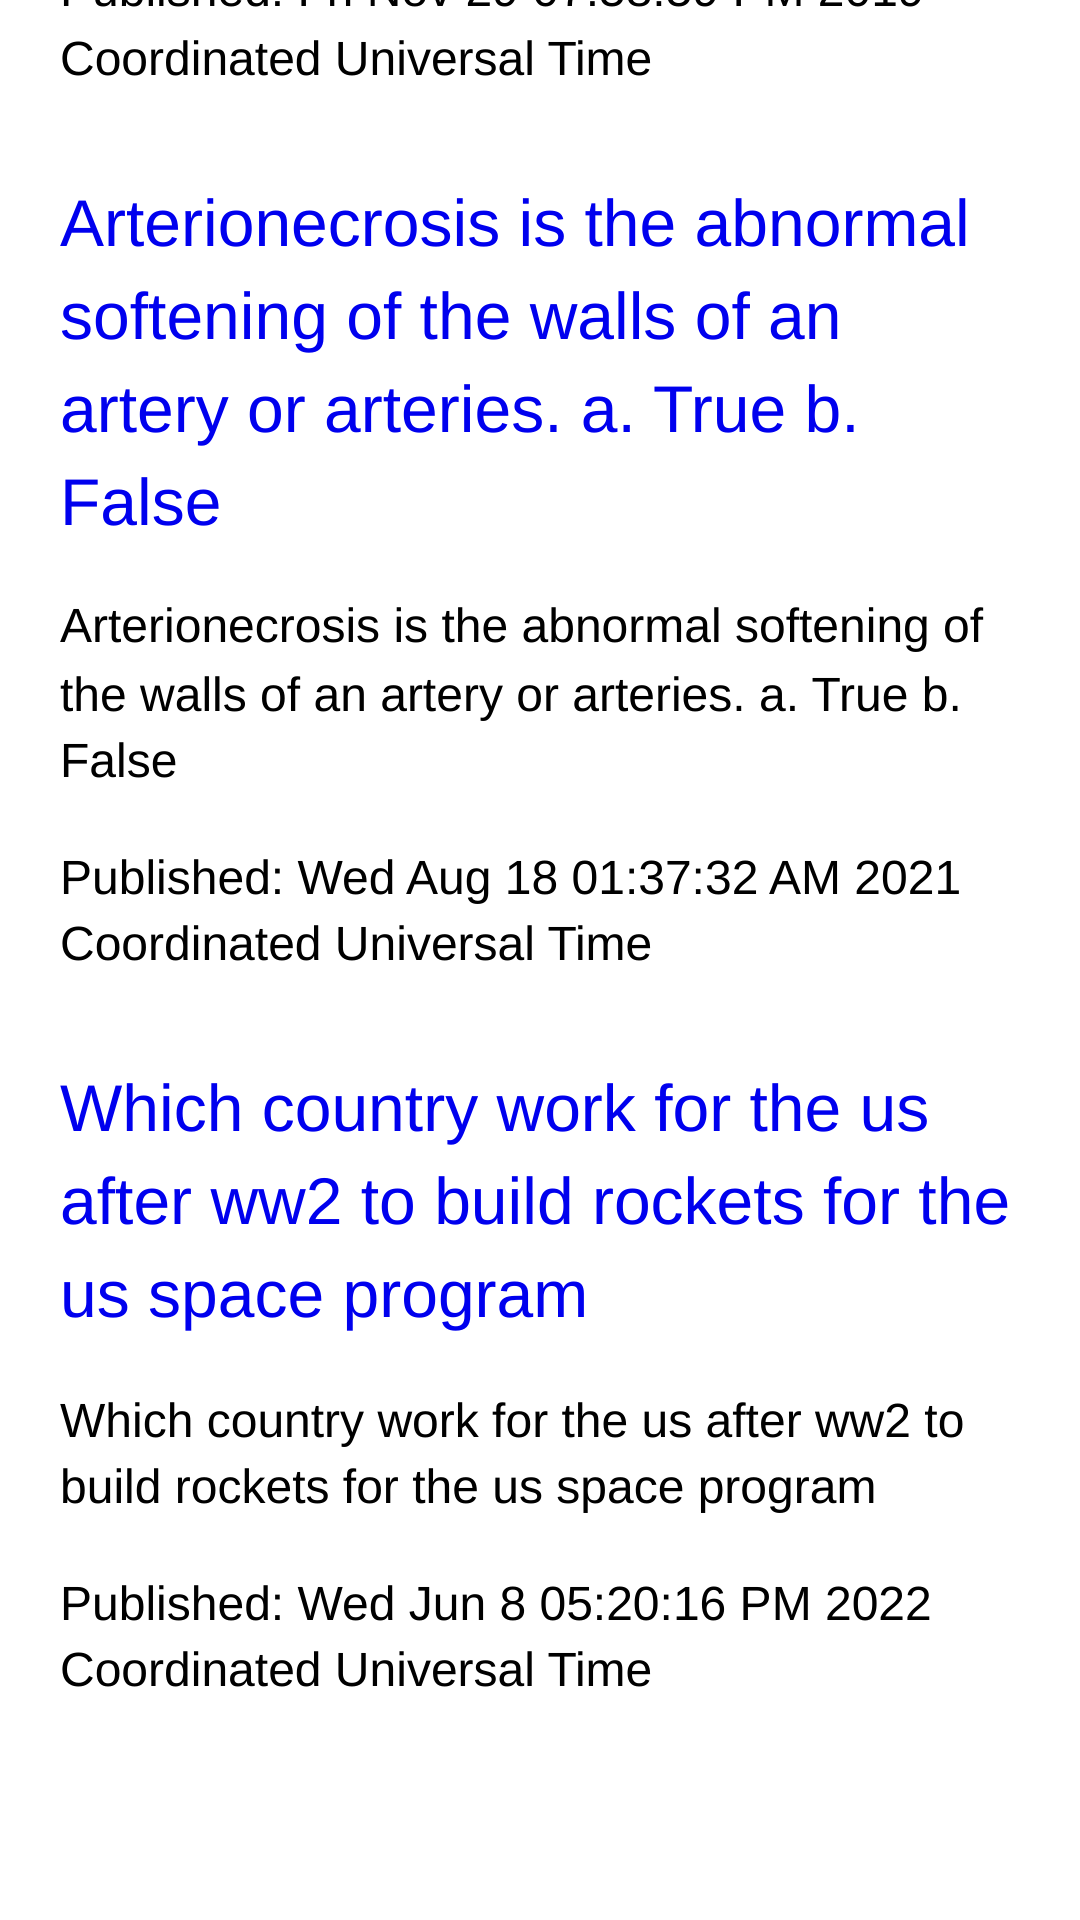 Coordinated Universal Time
Arterionecrosis is the abnormal
softening of the walls of an
artery or arteries. a. True b.
False
Arterionecrosis is the abnormal softening of
the walls of an artery or arteries. a. True b.
False
Published: Wed Aug 18 01:37:32 AM 2021
Coordinated Universal Time
Which country work for the us
after ww2 to build rockets for the
us space program
Which country work for the us after ww2 to
build rockets for the us space program
Published: Wed Jun 8 05:20:16 PM 2022
Coordinated Universal Time